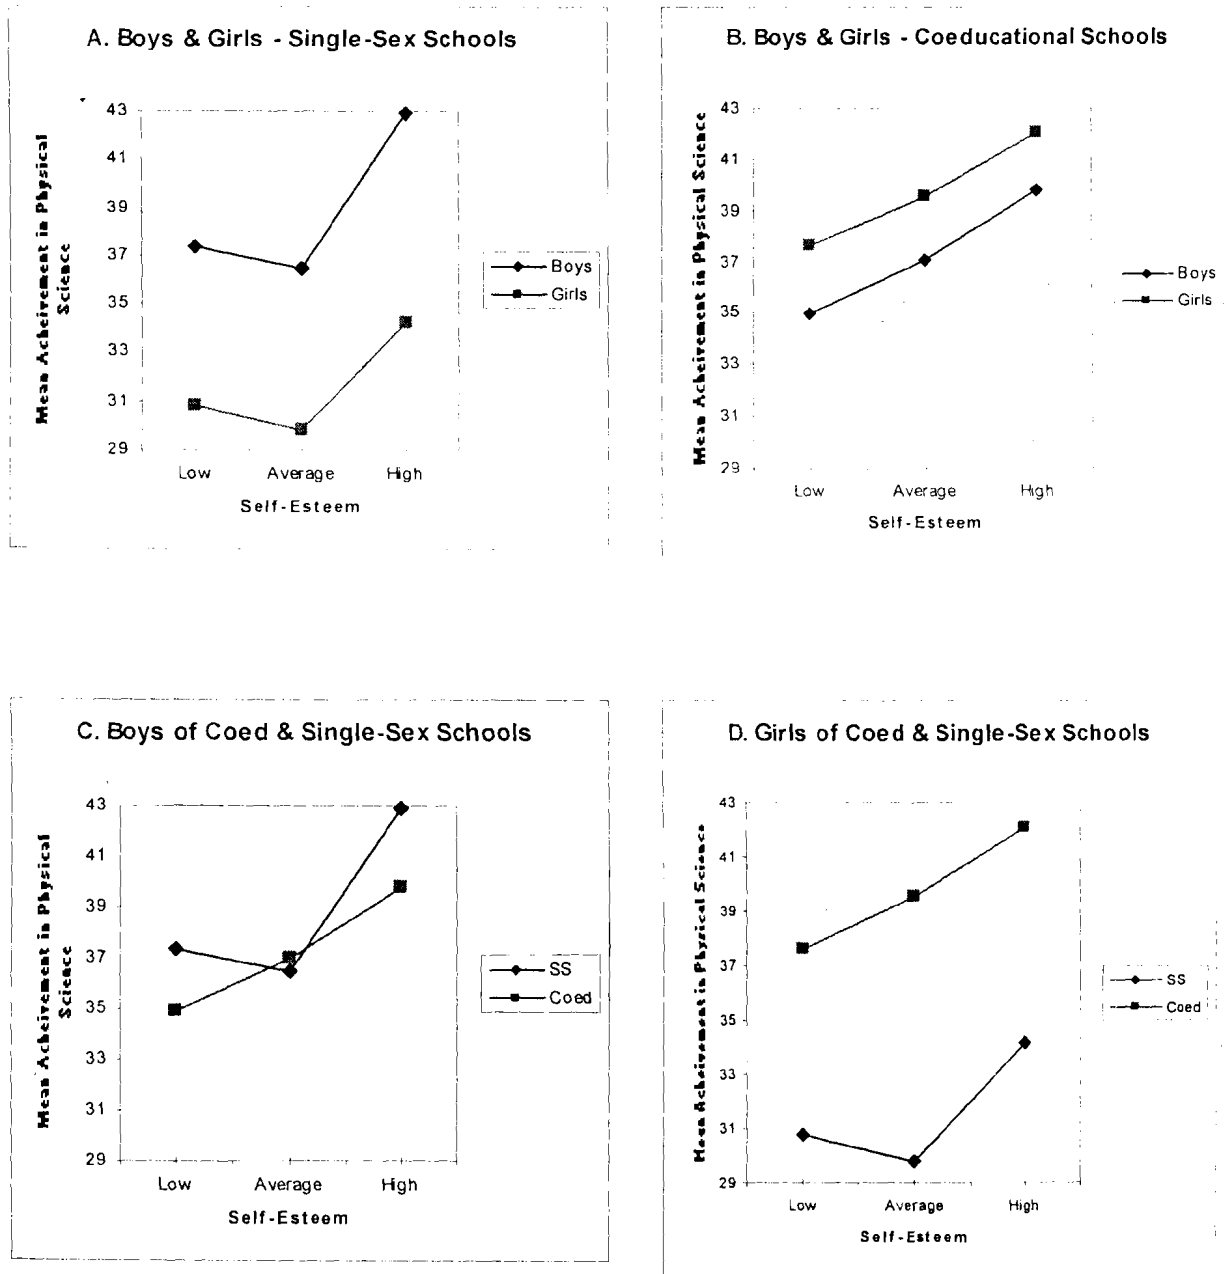 A. Boys & Girls - Single-Sex Schools
Mean Acheivement in Physical
Science
43
41
39
37
35
33
31
29
Low Average High
Self-Esteem
Boys
Girls
B. Boys & Girls - Coeducational Schools
Mean Acheivement in Physical Science
43
41
39
37
35
33
31
29
Low Average High
Self-Esteem
Boys
Girls
C. Boys of Coed & Single-Sex Schools
Mean Acheivement in Physical
Science
43
41
39
37
35
33
31
29
Low Average High
Self-Esteem
SS
Coed
D. Girls of Coed & Single-Sex Schools
Mean Acheivement in Physical Science
43
41
39
37
35
33
31
29
Low Average High
Self-Esteem
SS
Coed